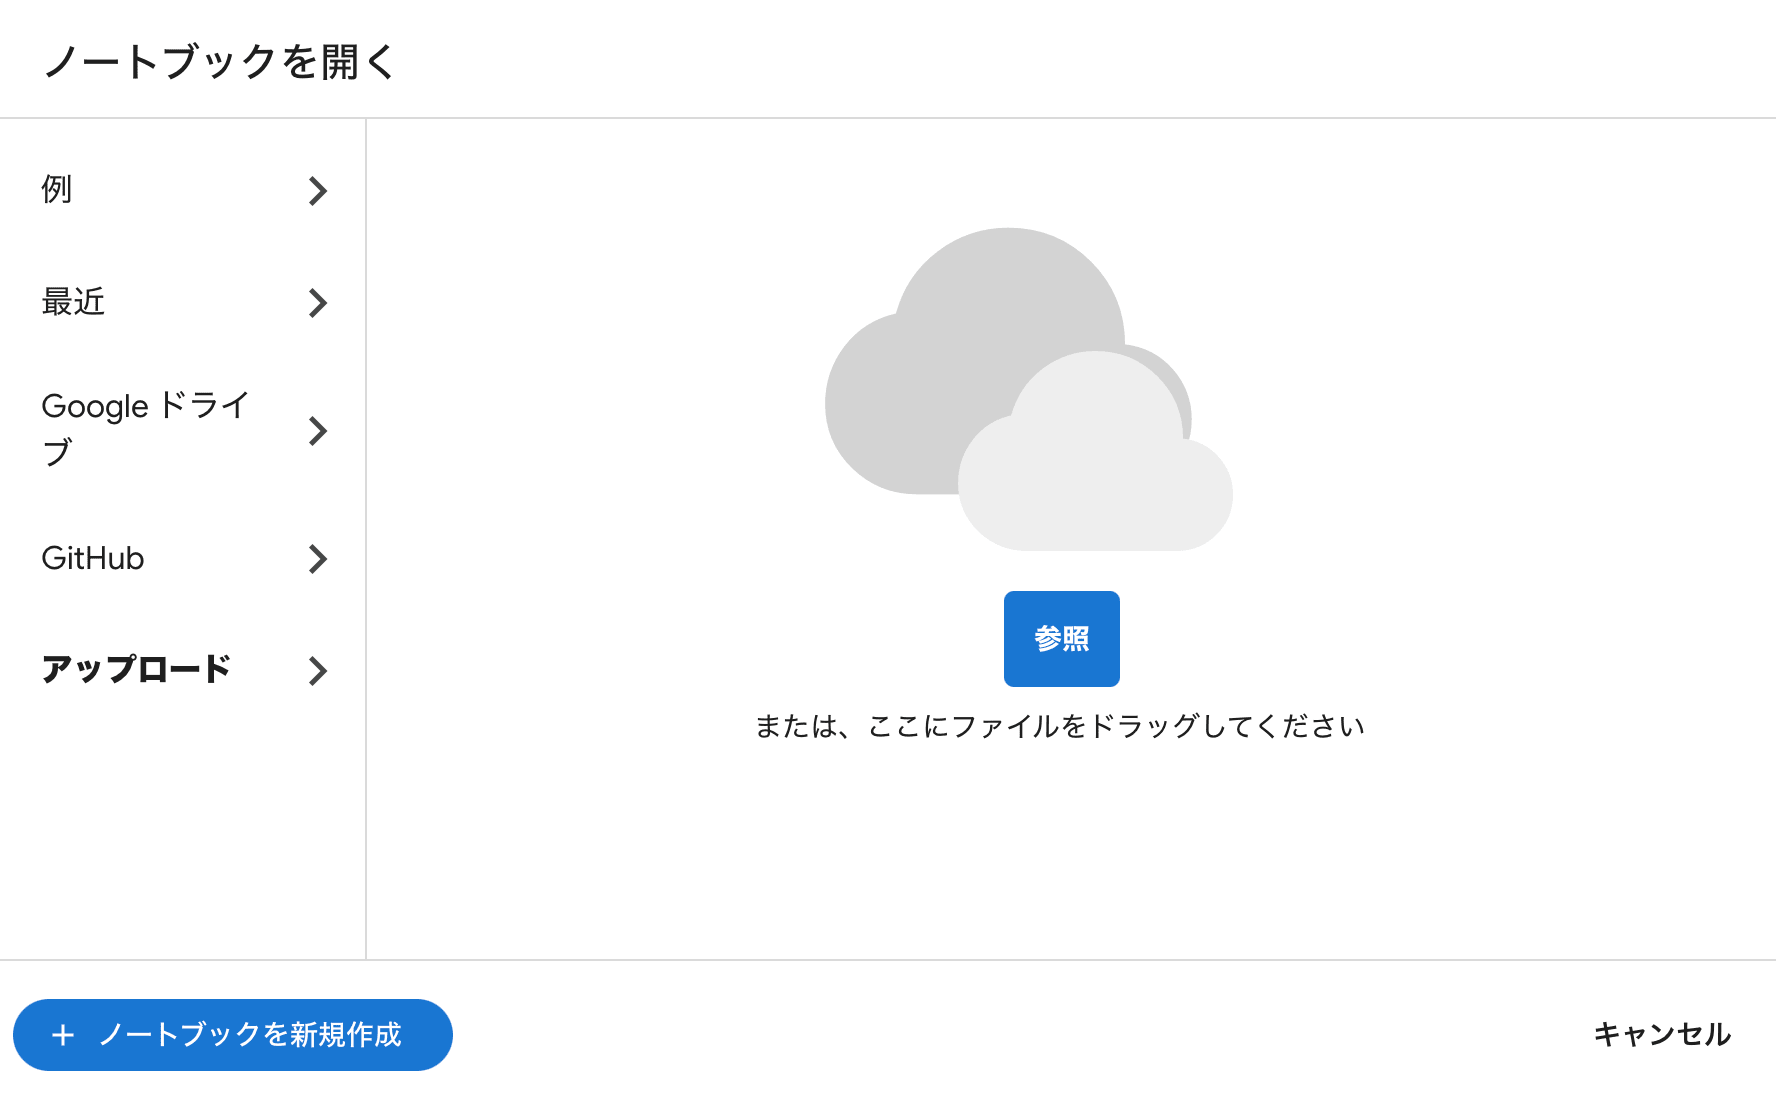 ノートブックを開く
例
最近
Google ドライ
ブ
GitHub
アップロード
参照
または、ここにファイルをドラッグしてください
+ ノートブックを新規作成
キャンセル